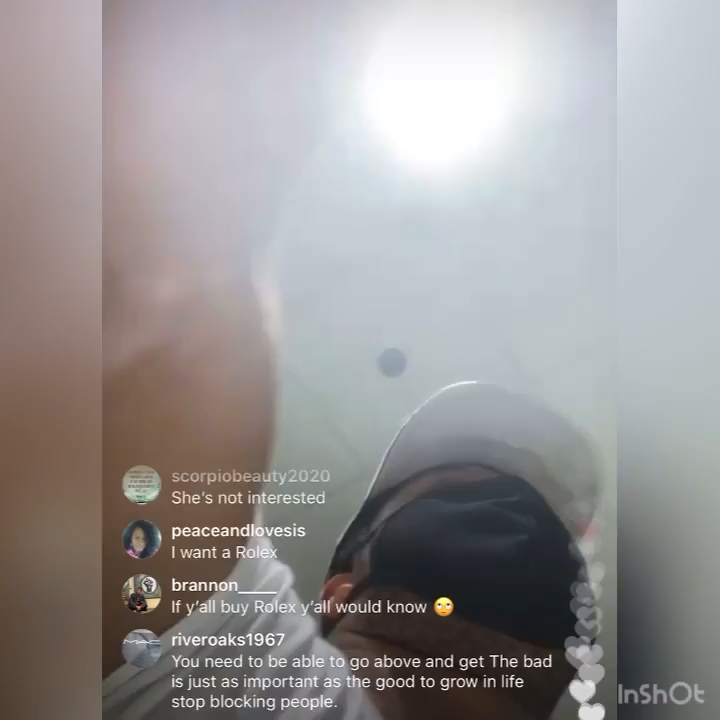 scorpiobeauty2020
She's not interested
peaceandlovesis
I want a Rolex
brannon_____
If y'all buy Rolex y'all would know 🙄
riveroaks1967
You need to be able to go above and get The bad
is just as important as the good to grow in life
stop blocking people.
InShOt